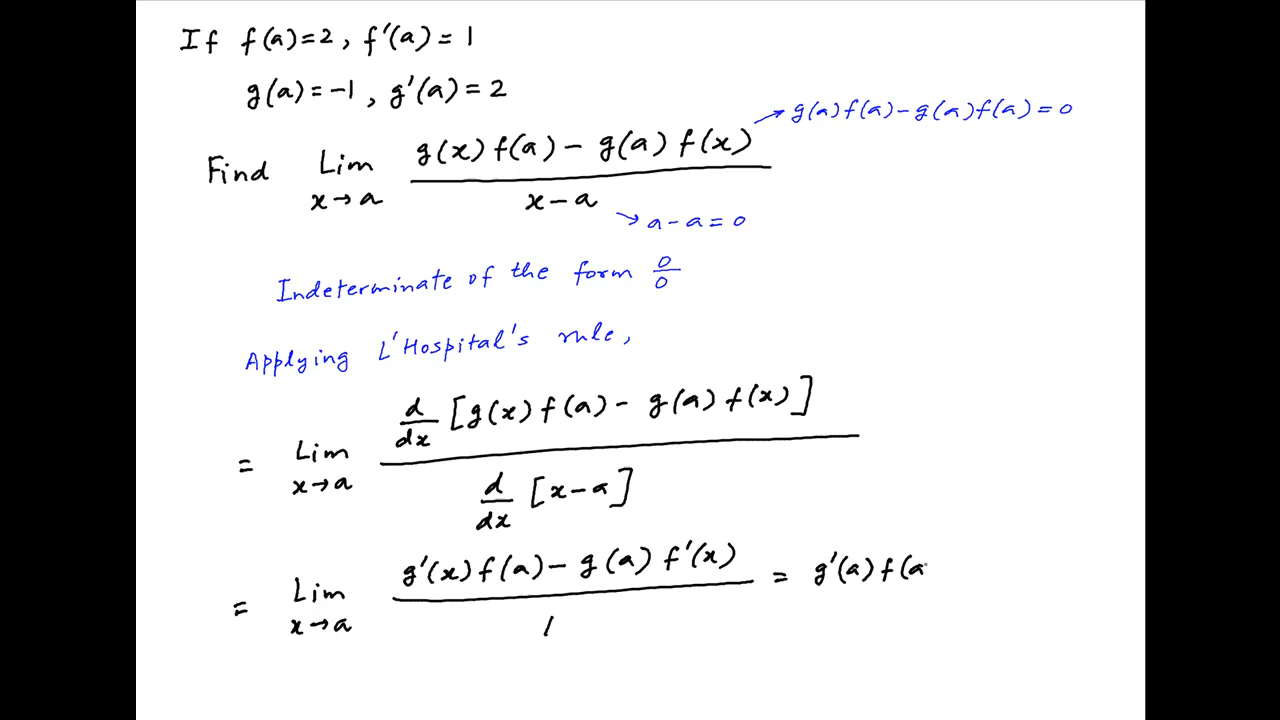 If f(a)=2, f'(a)=1
g(a)=-1, g'(a)=2
→ g(a)f(a)-g(a)f(a)=0
Find Lim x→a (g(x)f(a) - g(a)f(x)) / (x-a)
→ a-a=0
Indeterminate of the form 0/0
Applying L'Hospital's rule,
= Lim x→a (d/dx [g(x)f(a) - g(a)f(x)]) / (d/dx [x-a])
= Lim x→a (g'(x)f(a) - g(a)f'(x)) / 1 = g'(a)f(a